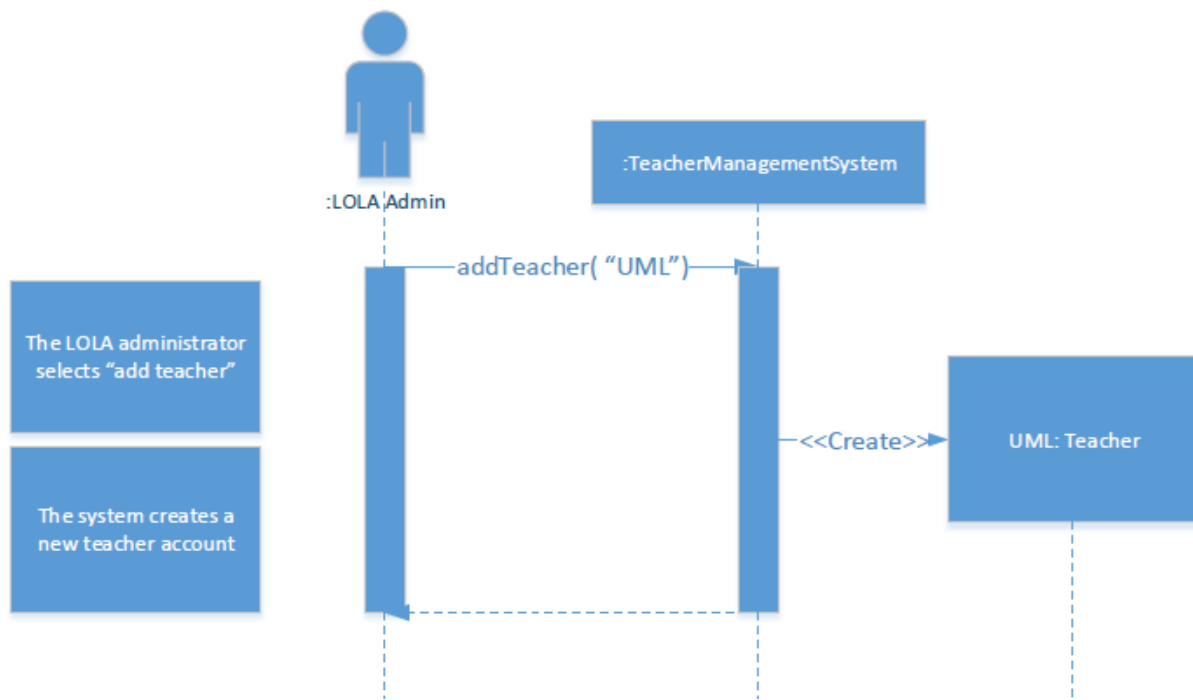 :LOLA Admin
:TeacherManagementSystem
addTeacher( “UML”)
The LOLA administrator
selects “add teacher”
<<Create>>
UML: Teacher
The system creates a
new teacher account